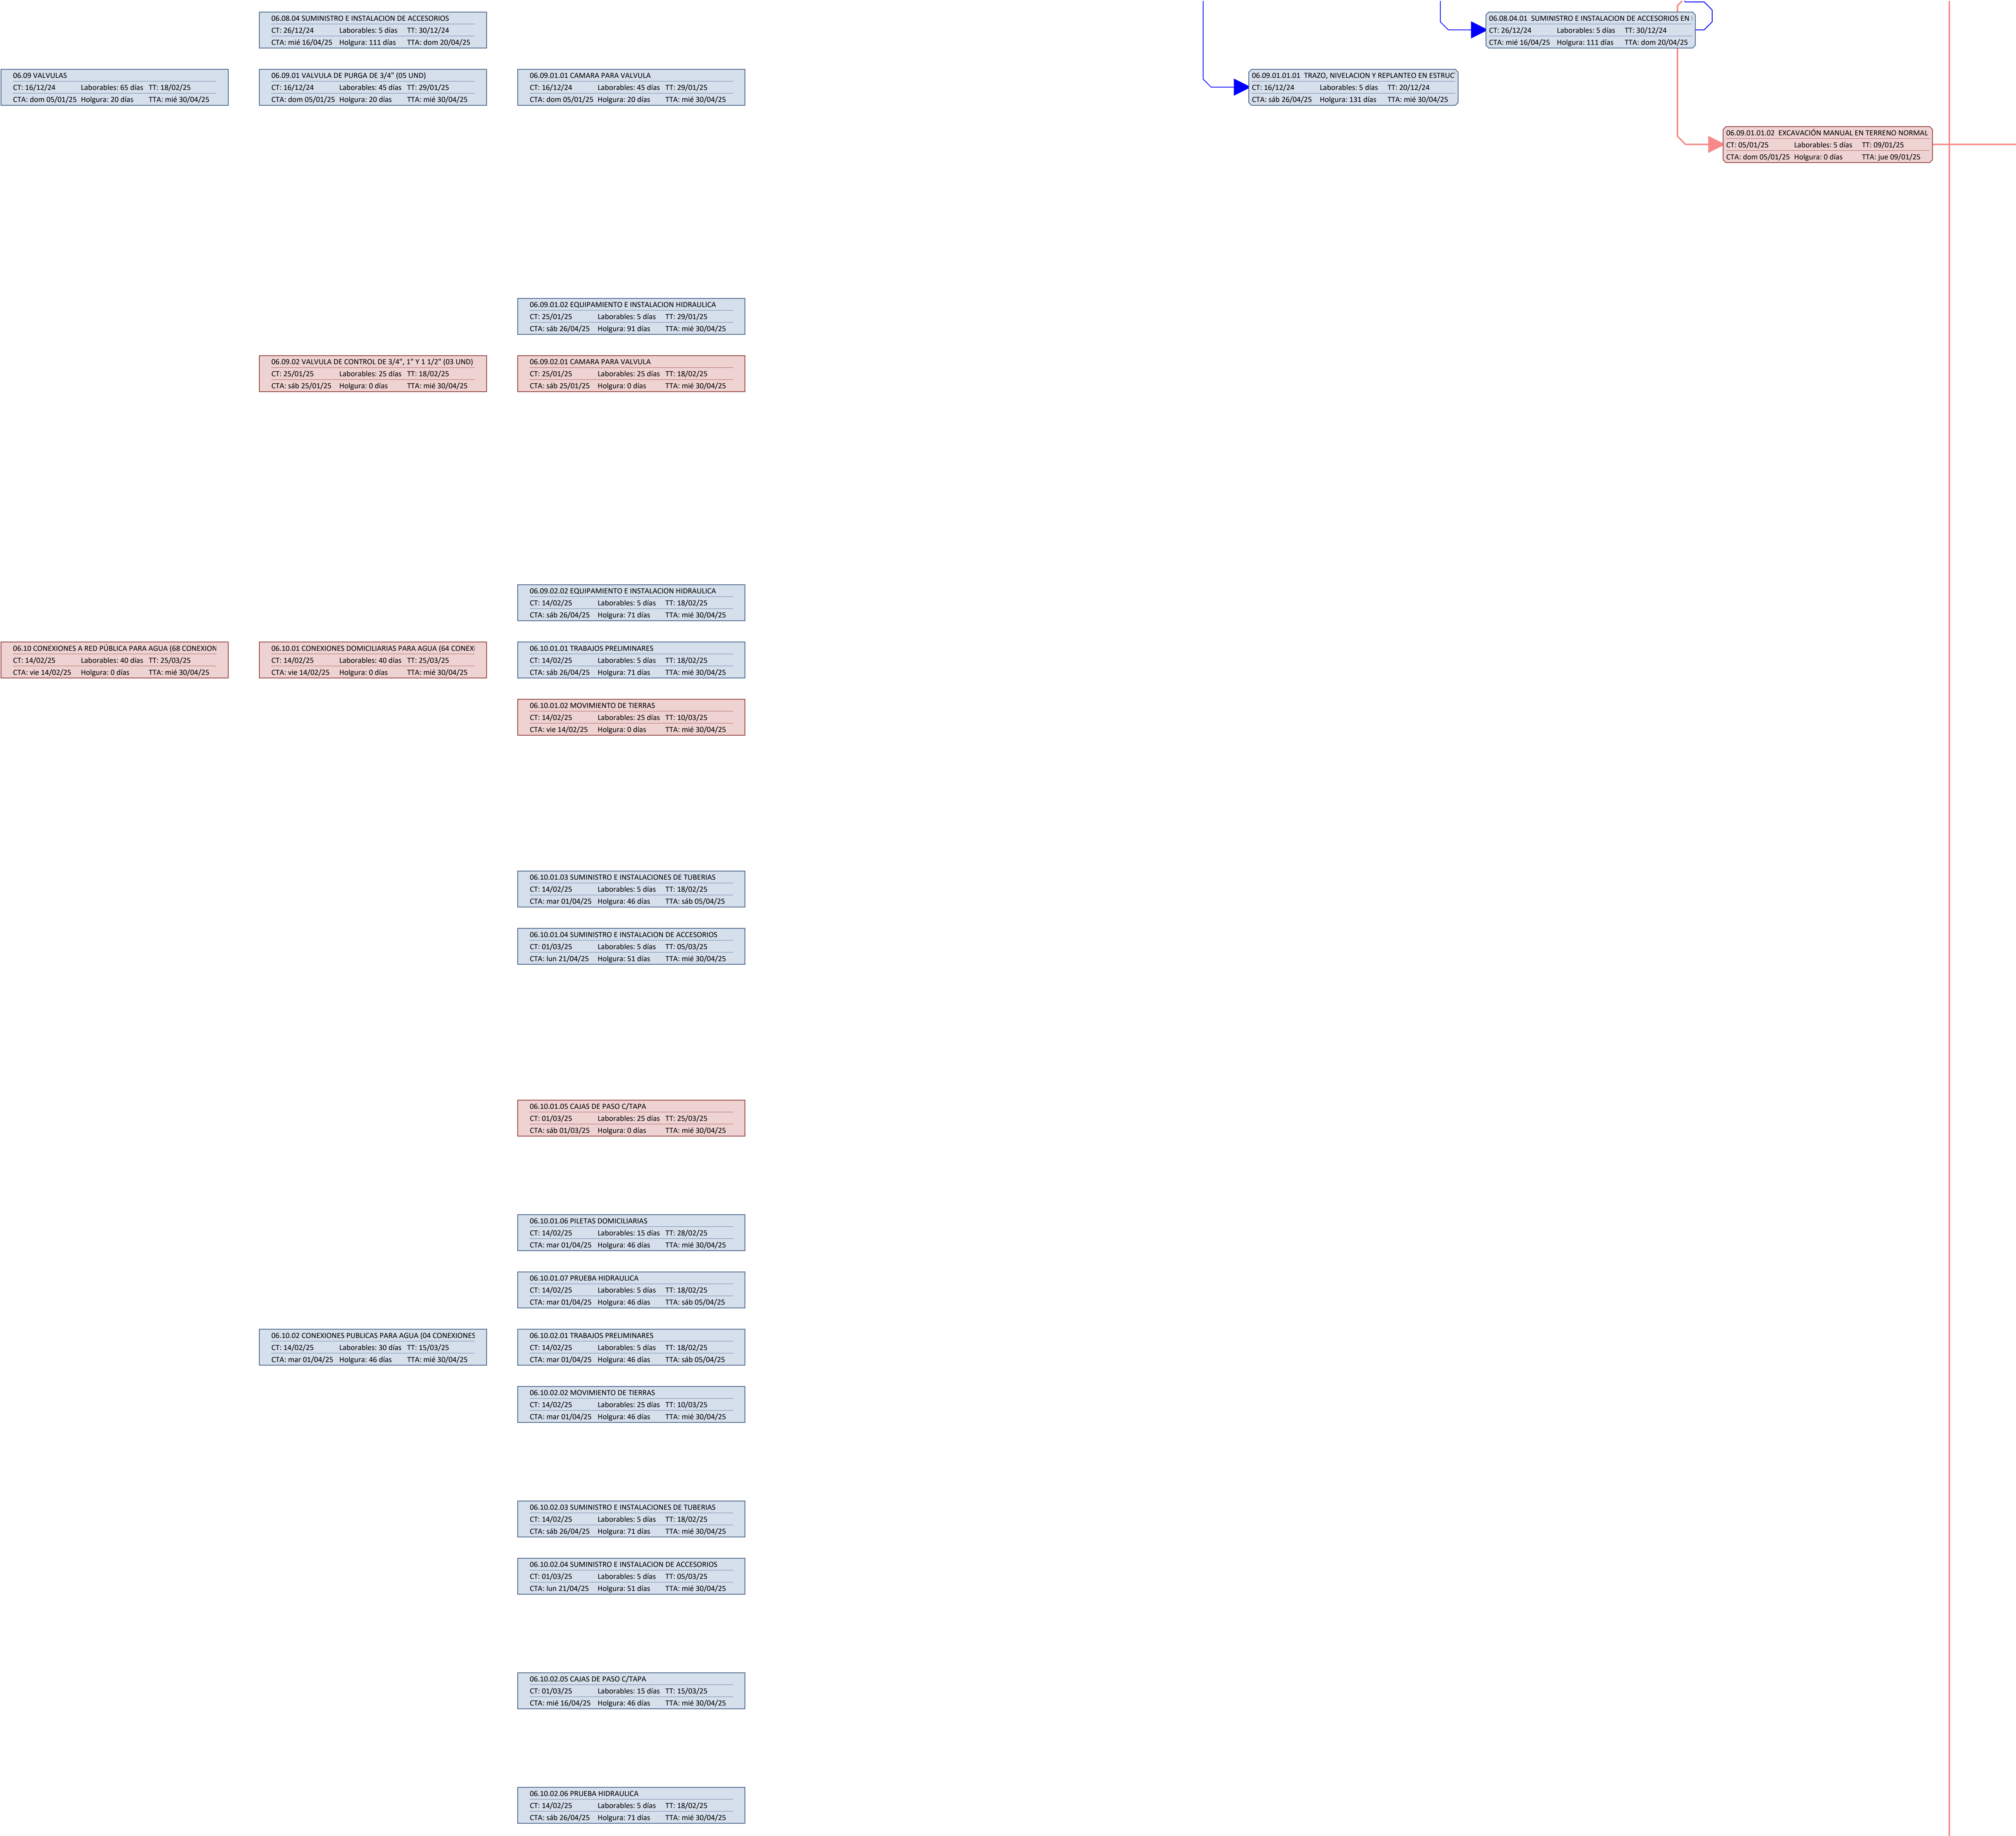 06.08.04 SUMINISTRO E INSTALACION DE ACCESORIOS
CT: 26/12/24 Laborables: 5 días TT: 30/12/24
CTA: mié 16/04/25 Holgura: 111 días TTA: dom 20/04/25
06.08.04.01 SUMINISTRO E INSTALACION DE ACCESORIOS EN
CT: 26/12/24 Laborables: 5 días TT: 30/12/24
CTA: mié 16/04/25 Holgura: 111 días TTA: dom 20/04/25
06.09 VALVULAS
CT: 16/12/24 Laborables: 65 días TT: 18/02/25
CTA: dom 05/01/25 Holgura: 20 días TTA: mié 30/04/25
06.09.01 VALVULA DE PURGA DE 3/4" (05 UND)
CT: 16/12/24 Laborables: 45 días TT: 29/01/25
CTA: dom 05/01/25 Holgura: 20 días TTA: mié 30/04/25
06.09.01.01 CAMARA PARA VALVULA
CT: 16/12/24 Laborables: 45 días TT: 29/01/25
CTA: dom 05/01/25 Holgura: 20 días TTA: mié 30/04/25
06.09.01.01.01 TRAZO, NIVELACION Y REPLANTEO EN ESTRUC
CT: 16/12/24 Laborables: 5 días TT: 20/12/24
CTA: sáb 26/04/25 Holgura: 131 días TTA: mié 30/04/25
06.09.01.01.02 EXCAVACIÓN MANUAL EN TERRENO NORMAL
CT: 05/01/25 Laborables: 5 días TT: 09/01/25
CTA: dom 05/01/25 Holgura: 0 días TTA: jue 09/01/25
06.09.01.02 EQUIPAMIENTO E INSTALACION HIDRAULICA
CT: 25/01/25 Laborables: 5 días TT: 29/01/25
CTA: sáb 26/04/25 Holgura: 91 días TTA: mié 30/04/25
06.09.02 VALVULA DE CONTROL DE 3/4", 1" Y 1 1/2" (03 UND)
CT: 25/01/25 Laborables: 25 días TT: 18/02/25
CTA: sáb 25/01/25 Holgura: 0 días TTA: mié 30/04/25
06.09.02.01 CAMARA PARA VALVULA
CT: 25/01/25 Laborables: 25 días TT: 18/02/25
CTA: sáb 25/01/25 Holgura: 0 días TTA: mié 30/04/25
06.09.02.02 EQUIPAMIENTO E INSTALACION HIDRAULICA
CT: 14/02/25 Laborables: 5 días TT: 18/02/25
CTA: sáb 26/04/25 Holgura: 71 días TTA: mié 30/04/25
06.10 CONEXIONES A RED PÚBLICA PARA AGUA (68 CONEXION
CT: 14/02/25 Laborables: 40 días TT: 25/03/25
CTA: vie 14/02/25 Holgura: 0 días TTA: mié 30/04/25
06.10.01 CONEXIONES DOMICILIARIAS PARA AGUA (64 CONEXI
CT: 14/02/25 Laborables: 40 días TT: 25/03/25
CTA: vie 14/02/25 Holgura: 0 días TTA: mié 30/04/25
06.10.01.01 TRABAJOS PRELIMINARES
CT: 14/02/25 Laborables: 5 días TT: 18/02/25
CTA: sáb 26/04/25 Holgura: 71 días TTA: mié 30/04/25
06.10.01.02 MOVIMIENTO DE TIERRAS
CT: 14/02/25 Laborables: 25 días TT: 10/03/25
CTA: vie 14/02/25 Holgura: 0 días TTA: mié 30/04/25
06.10.01.03 SUMINISTRO E INSTALACIONES DE TUBERIAS
CT: 14/02/25 Laborables: 5 días TT: 18/02/25
CTA: mar 01/04/25 Holgura: 46 días TTA: sáb 05/04/25
06.10.01.04 SUMINISTRO E INSTALACION DE ACCESORIOS
CT: 01/03/25 Laborables: 5 días TT: 05/03/25
CTA: lun 21/04/25 Holgura: 51 días TTA: mié 30/04/25
06.10.01.05 CAJAS DE PASO C/TAPA
CT: 01/03/25 Laborables: 25 días TT: 25/03/25
CTA: sáb 01/03/25 Holgura: 0 días TTA: mié 30/04/25
06.10.01.06 PILETAS DOMICILIARIAS
CT: 14/02/25 Laborables: 15 días TT: 28/02/25
CTA: mar 01/04/25 Holgura: 46 días TTA: mié 30/04/25
06.10.01.07 PRUEBA HIDRAULICA
CT: 14/02/25 Laborables: 5 días TT: 18/02/25
CTA: mar 01/04/25 Holgura: 46 días TTA: sáb 05/04/25
06.10.02 CONEXIONES PUBLICAS PARA AGUA (04 CONEXIONES
CT: 14/02/25 Laborables: 30 días TT: 15/03/25
CTA: mar 01/04/25 Holgura: 46 días TTA: mié 30/04/25
06.10.02.01 TRABAJOS PRELIMINARES
CT: 14/02/25 Laborables: 5 días TT: 18/02/25
CTA: mar 01/04/25 Holgura: 46 días TTA: sáb 05/04/25
06.10.02.02 MOVIMIENTO DE TIERRAS
CT: 14/02/25 Laborables: 25 días TT: 10/03/25
CTA: mar 01/04/25 Holgura: 46 días TTA: mié 30/04/25
06.10.02.03 SUMINISTRO E INSTALACIONES DE TUBERIAS
CT: 14/02/25 Laborables: 5 días TT: 18/02/25
CTA: sáb 26/04/25 Holgura: 71 días TTA: mié 30/04/25
06.10.02.04 SUMINISTRO E INSTALACION DE ACCESORIOS
CT: 01/03/25 Laborables: 5 días TT: 05/03/25
CTA: lun 21/04/25 Holgura: 51 días TTA: mié 30/04/25
06.10.02.05 CAJAS DE PASO C/TAPA
CT: 01/03/25 Laborables: 15 días TT: 15/03/25
CTA: mié 16/04/25 Holgura: 46 días TTA: mié 30/04/25
06.10.02.06 PRUEBA HIDRAULICA
CT: 14/02/25 Laborables: 5 días TT: 18/02/25
CTA: sáb 26/04/25 Holgura: 71 días TTA: mié 30/04/25